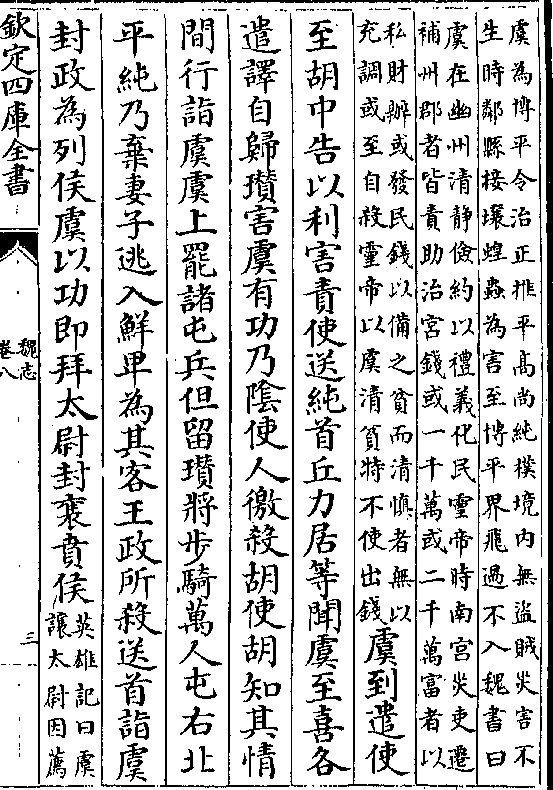 虞為博平令治正推平高尚純樸境内無盜賊災害不
生時鄰縣接壤蝗蟲為害至博平界飛過不入魏書曰
虞在幽州清静儉約以禮義化民靈帝時南宫災吏遷
補州郡者皆責助治宮錢或一千萬或二千萬富者以
私財辦或發民錢以備之貧而清慎者無以
充調或至自殺靈帝以虞清貧特不使出錢
虞到遣使
至胡中告以利害責使送純首丘力居等聞虞至喜各
遣譯自歸瓚害虞有功乃陰使人徼殺胡使胡知其情
間行詣虞虞上罷諸屯兵但留瓚將步騎萬人屯右北
平純乃棄妻子逃入鮮卑為其客王政所殺送首詣虞
封政為列侯虞以功即拜太尉封襄賁侯
英雄記曰虞
讓太尉因薦
欽定四庫全書
魏志
卷八
三